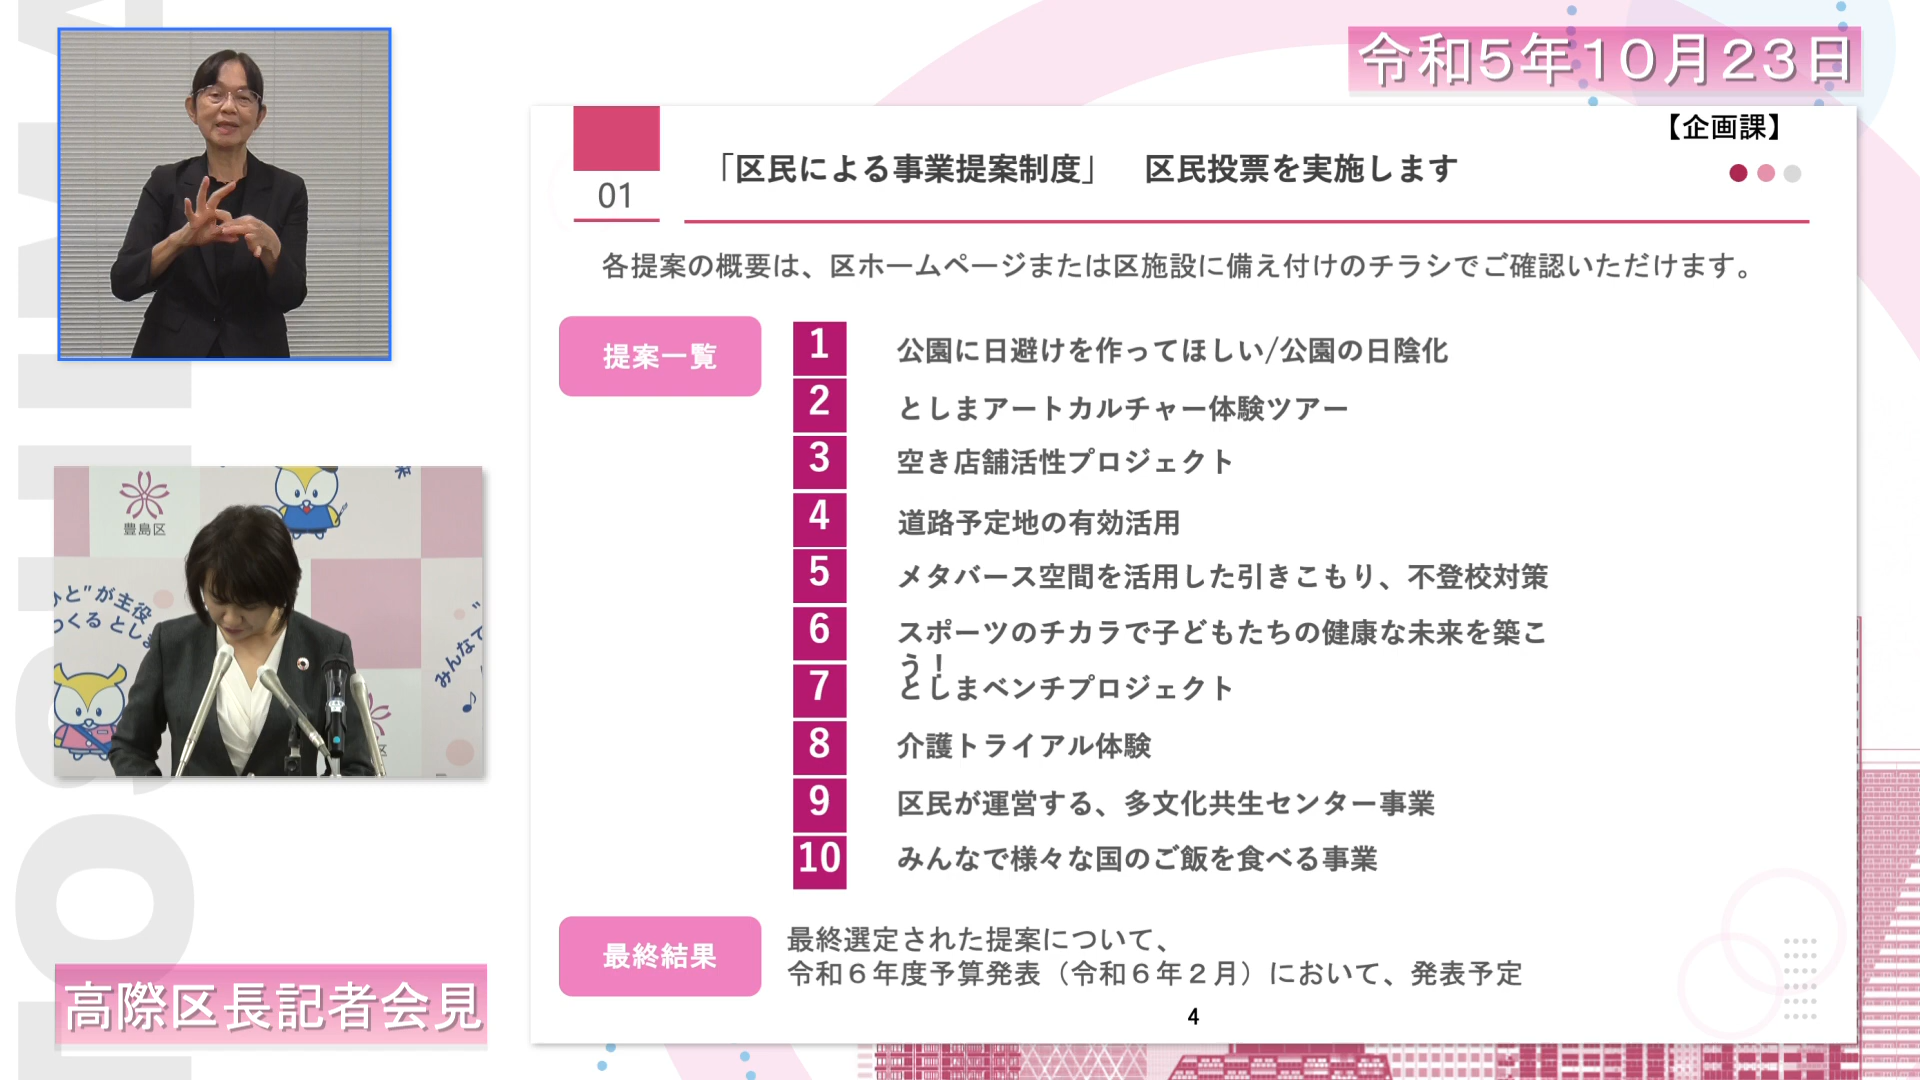 令和5年10月23日
【企画課】
01
「区民による事業提案制度」　区民投票を実施します
各提案の概要は、区ホームページまたは区施設に備え付けのチラシでご確認いただけます。
提案一覧
1 公園に日避けを作ってほしい/公園の日陰化
2 としまアートカルチャー体験ツアー
3 空き店舗活性プロジェクト
4 道路予定地の有効活用
5 メタバース空間を活用した引きこもり、不登校対策
6 スポーツのチカラで子どもたちの健康な未来を築こ
う！
7 としまベンチプロジェクト
8 介護トライアル体験
9 区民が運営する、多文化共生センター事業
10 みんなで様々な国のご飯を食べる事業
最終結果
最終選定された提案について、
令和６年度予算発表（令和６年２月）において、発表予定
4
豊島区
ひと”が主役
つくる としま
みんなで
高際区長記者会見